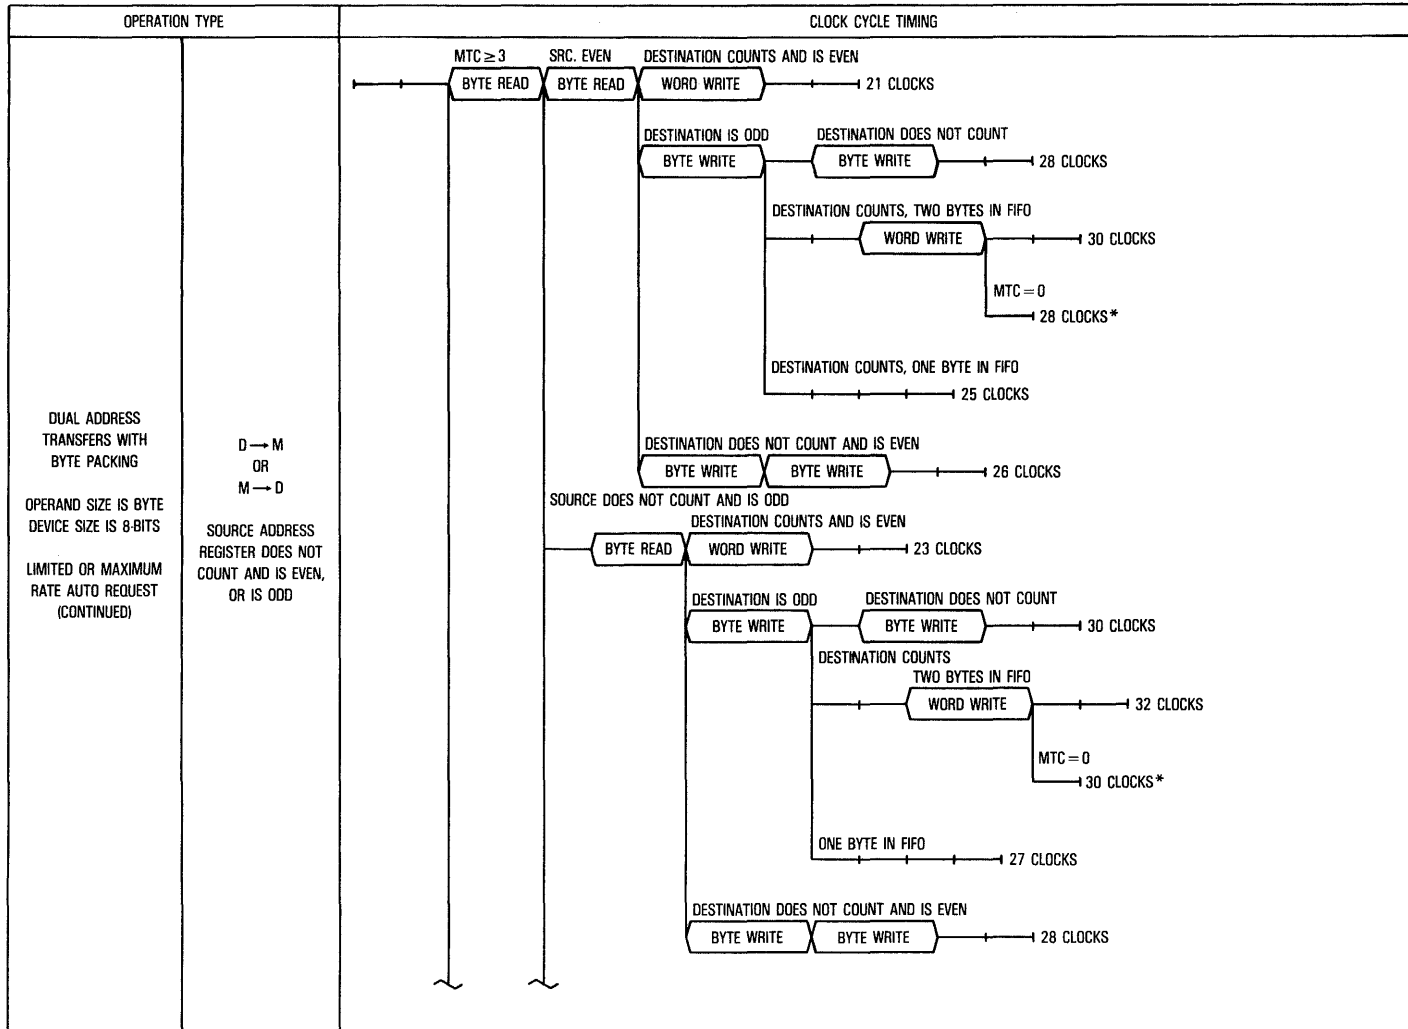 OPERATION TYPE
CLOCK CYCLE TIMING
DUAL ADDRESS
TRANSFERS WITH
BYTE PACKING
OPERAND SIZE IS BYTE
DEVICE SIZE IS 8-BITS
LIMITED OR MAXIMUM
RATE AUTO REQUEST
(CONTINUED)
D→M
OR
M→D
SOURCE ADDRESS
REGISTER DOES NOT
COUNT AND IS EVEN,
OR IS ODD
MTC≥3 SRC. EVEN DESTINATION COUNTS AND IS EVEN
BYTE READ BYTE READ WORD WRITE 21 CLOCKS
DESTINATION IS ODD DESTINATION DOES NOT COUNT
BYTE WRITE BYTE WRITE 28 CLOCKS
DESTINATION COUNTS, TWO BYTES IN FIFO
WORD WRITE 30 CLOCKS
MTC=0
28 CLOCKS*
DESTINATION COUNTS, ONE BYTE IN FIFO
25 CLOCKS
DESTINATION DOES NOT COUNT AND IS EVEN
BYTE WRITE BYTE WRITE 26 CLOCKS
SOURCE DOES NOT COUNT AND IS ODD
DESTINATION COUNTS AND IS EVEN
BYTE READ WORD WRITE 23 CLOCKS
DESTINATION IS ODD DESTINATION DOES NOT COUNT
BYTE WRITE BYTE WRITE 30 CLOCKS
DESTINATION COUNTS
TWO BYTES IN FIFO
WORD WRITE 32 CLOCKS
MTC=0
30 CLOCKS*
ONE BYTE IN FIFO
27 CLOCKS
DESTINATION DOES NOT COUNT AND IS EVEN
BYTE WRITE BYTE WRITE 28 CLOCKS